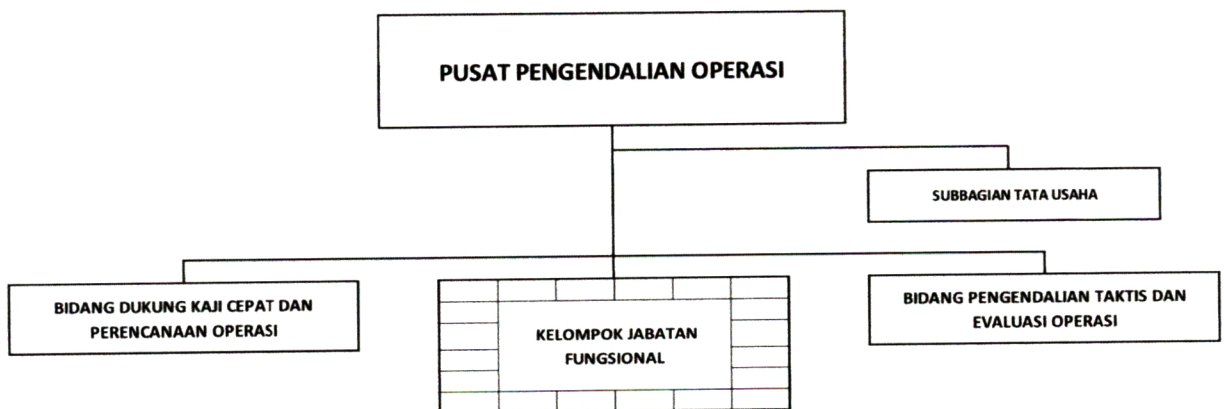 PUSAT PENGENDALIAN OPERASI
SUBBAGIAN TATA USAHA
BIDANG DUKUNG KAJI CEPAT DAN
PERENCANAAN OPERASI
KELOMPOK JABATAN
FUNGSIONAL
BIDANG PENGENDALIAN TAKTIS DAN
EVALUASI OPERASI